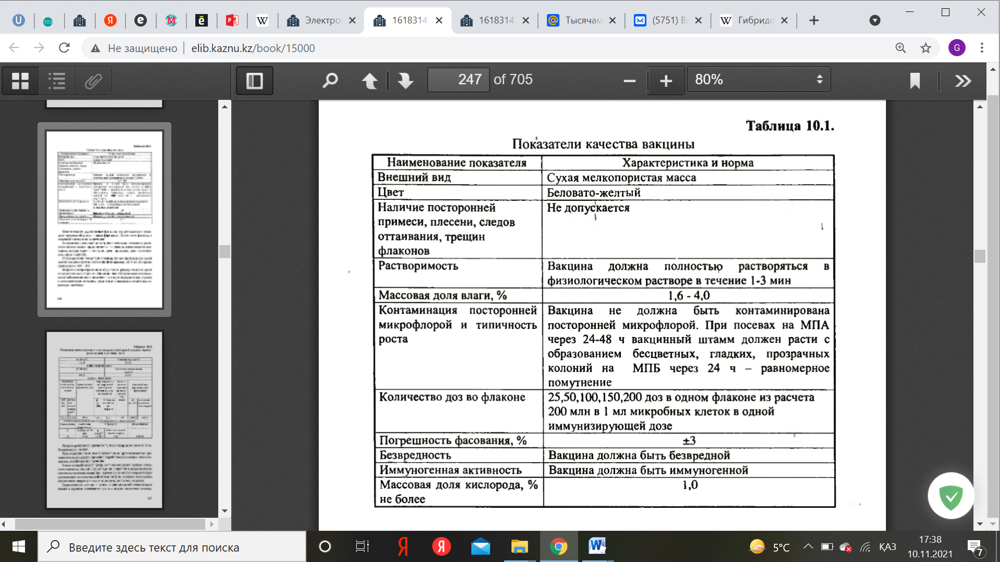 Электро
1618314
1618314
Тысячам
(5751) В
Гибридо
Не защищено
elib.kaznu.kz/book/15000
G
247 of 705
80%
Таблица 10.1.
Показатели качества вакцины
Наименование показателя
Характеристика и норма
Внешний вид
Сухая мелкопористая масса
Цвет
Беловато-желтый
Наличие посторонней
примеси, плесени, следов
оттаивания, трещин
флаконов
Не допускается
Растворимость
Вакцина должна полностью растворяться в
физиологическом растворе в течение 1-3 мин
Массовая доля влаги, %
1,6 - 4,0
Контаминация посторонней
микрофлорой и типичность
роста
Вакцина не должна быть контаминирована
посторонней микрофлорой. При посевах на МПА
через 24-48 ч вакцинный штамм должен расти с
образованием бесцветных, гладких, прозрачных
колоний на МПБ через 24 ч – равномерное
помутнение
Количество доз во флаконе
25,50,100,150,200 доз в одном флаконе из расчета
200 млн в 1 мл микробных клеток в одной
иммунизирующей дозе
Погрешность фасования, %
±3
Безвредность
Вакцина должна быть безвредной
Иммуногенная активность
Вакцина должна быть иммуногенной
Массовая доля кислорода, %
не более
1,0
Введите здесь текст для поиска
5°C
ҚАЗ
17:38
10.11.2021
7